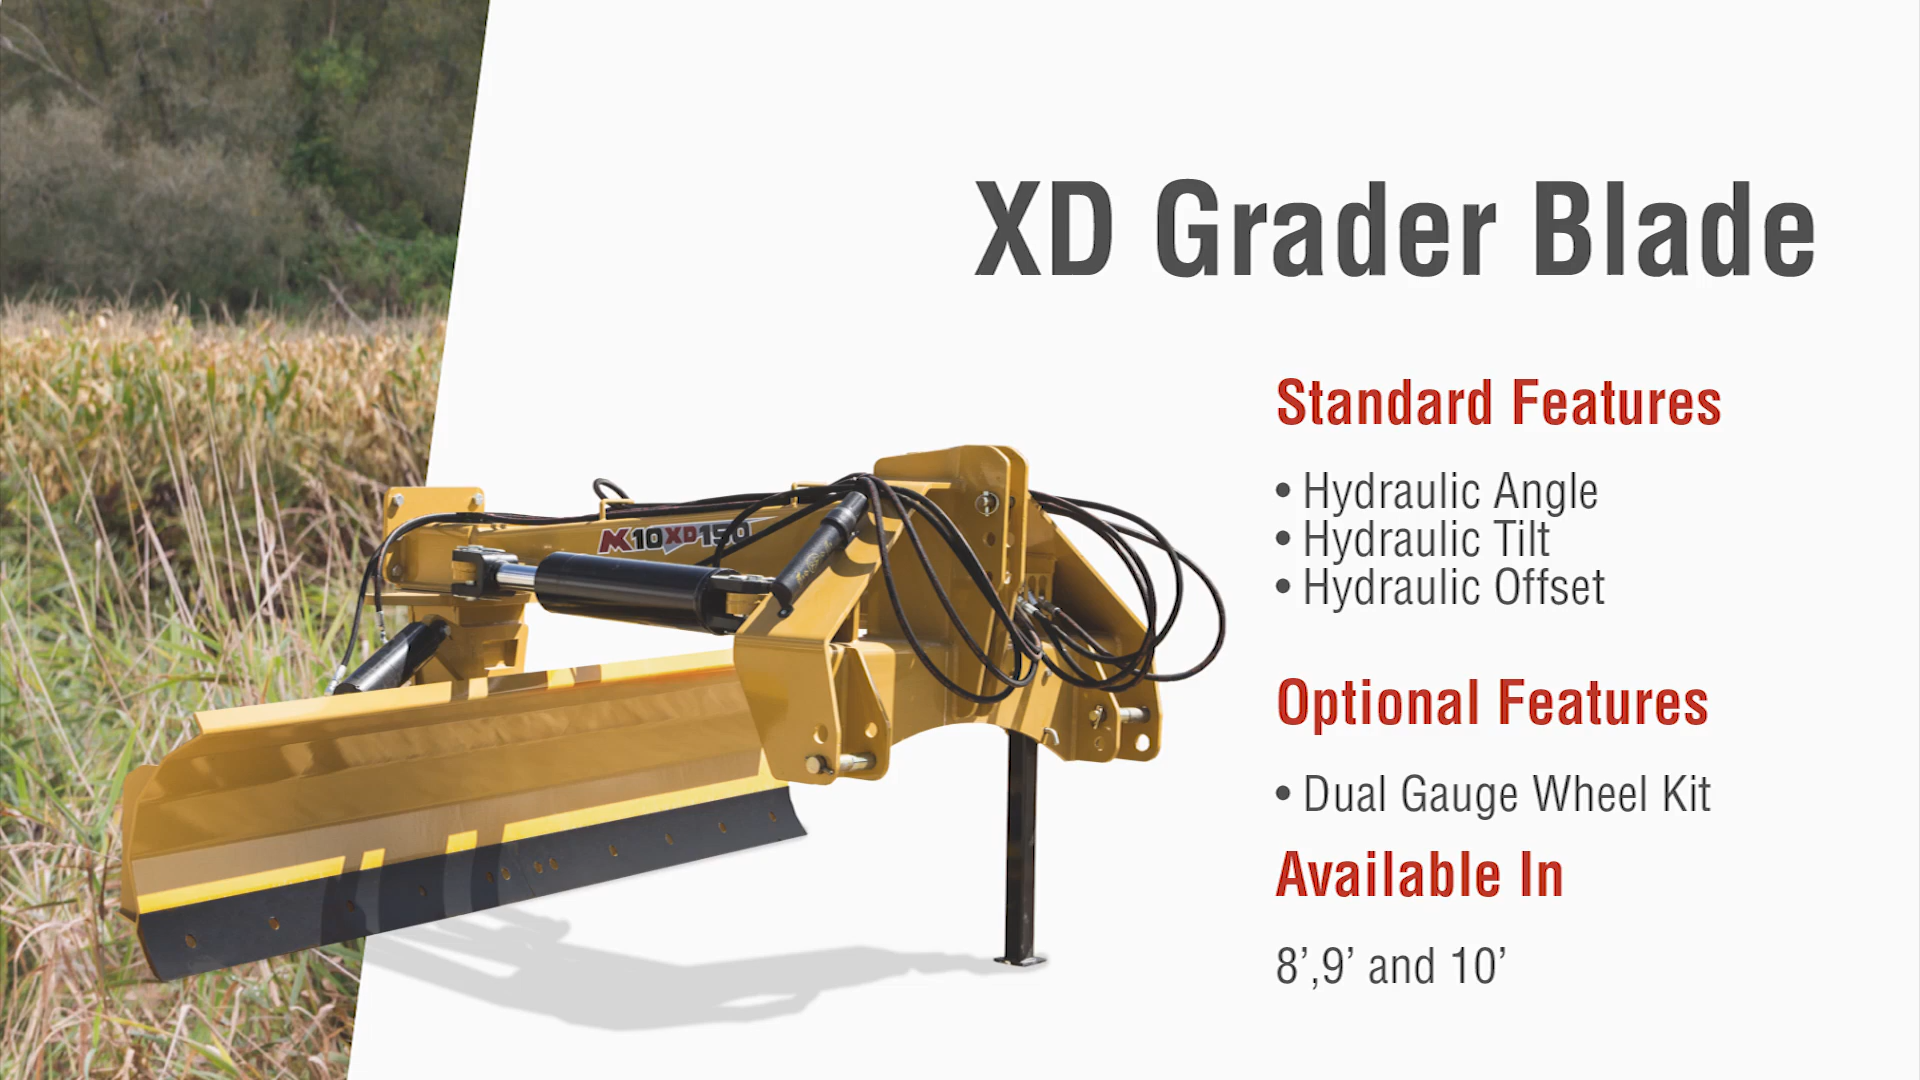 XD Grader Blade
Standard Features
• Hydraulic Angle
• Hydraulic Tilt
• Hydraulic Offset
MK10XD150
Optional Features
• Dual Gauge Wheel Kit
Available In
8’,9’ and 10’